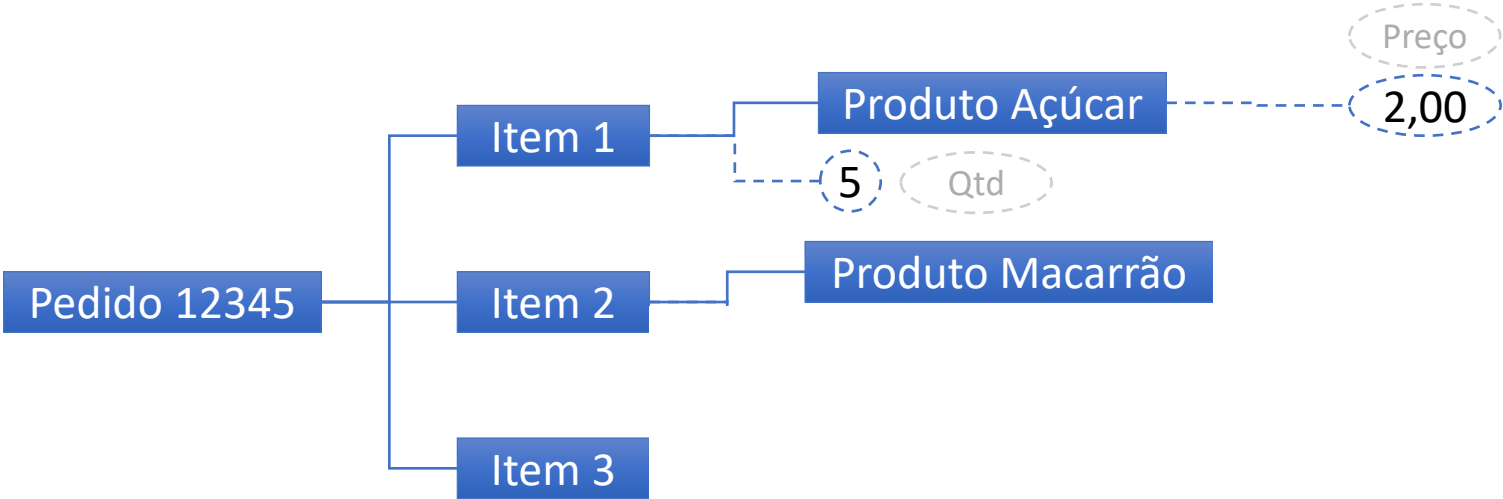 Preço
Produto Açúcar
2,00
Item 1
5
Qtd
Produto Macarrão
Pedido 12345
Item 2
Item 3